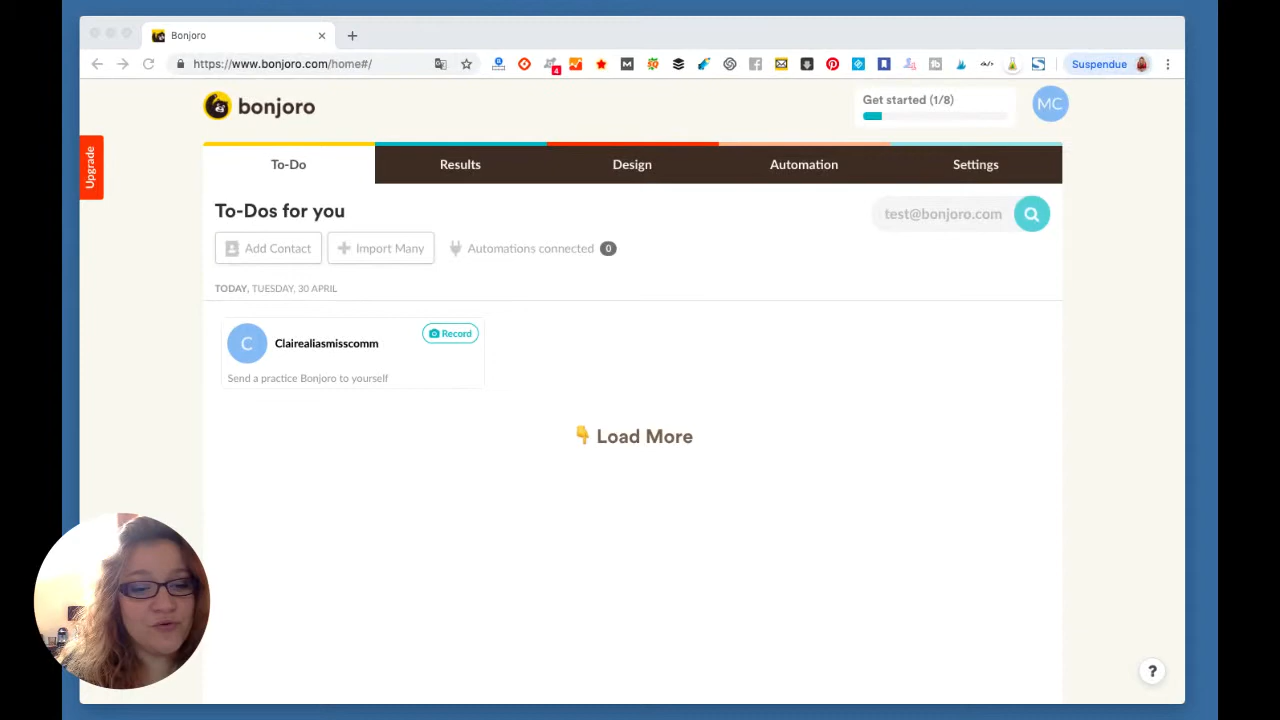 Bonjoro
https://www.bonjoro.com/home#/
4
Suspendue
bonjoro
Get started (1/8)
MC
Upgrade
To-Do
Results
Design
Automation
Settings
To-Dos for you
test@bonjoro.com
Add Contact
Import Many
Automations connected
0
TODAY, TUESDAY, 30 APRIL
C
Clairealiasmisscomm
Record
Send a practice Bonjoro to yourself
Load More
?